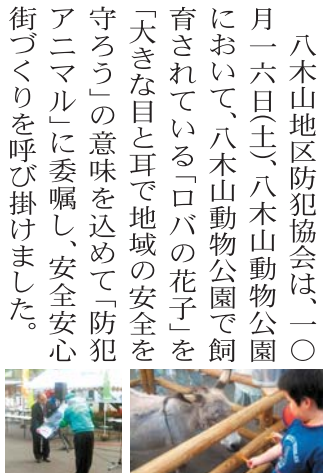 八木山地区防犯協会は、一〇
月一六日(土)、八木山動物公園
において、八木山動物公園で飼
育されている「ロバの花子」を
「大きな目と耳で地域の安全を
守ろう」の意味を込めて「防犯
アニマル」に委嘱し、安全安心
街づくりを呼び掛けました。